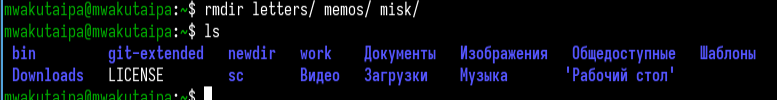 mwakutaipa@mwakutaipa:~$ rmdir letters/ memos/ misk/
mwakutaipa@mwakutaipa:~$ ls
bin git-extended newdir work Документы Изображения Общедоступные Шаблоны
Downloads LICENSE sc Видео Загрузки Музыка 'Рабочий стол'
mwakutaipa@mwakutaipa:~$